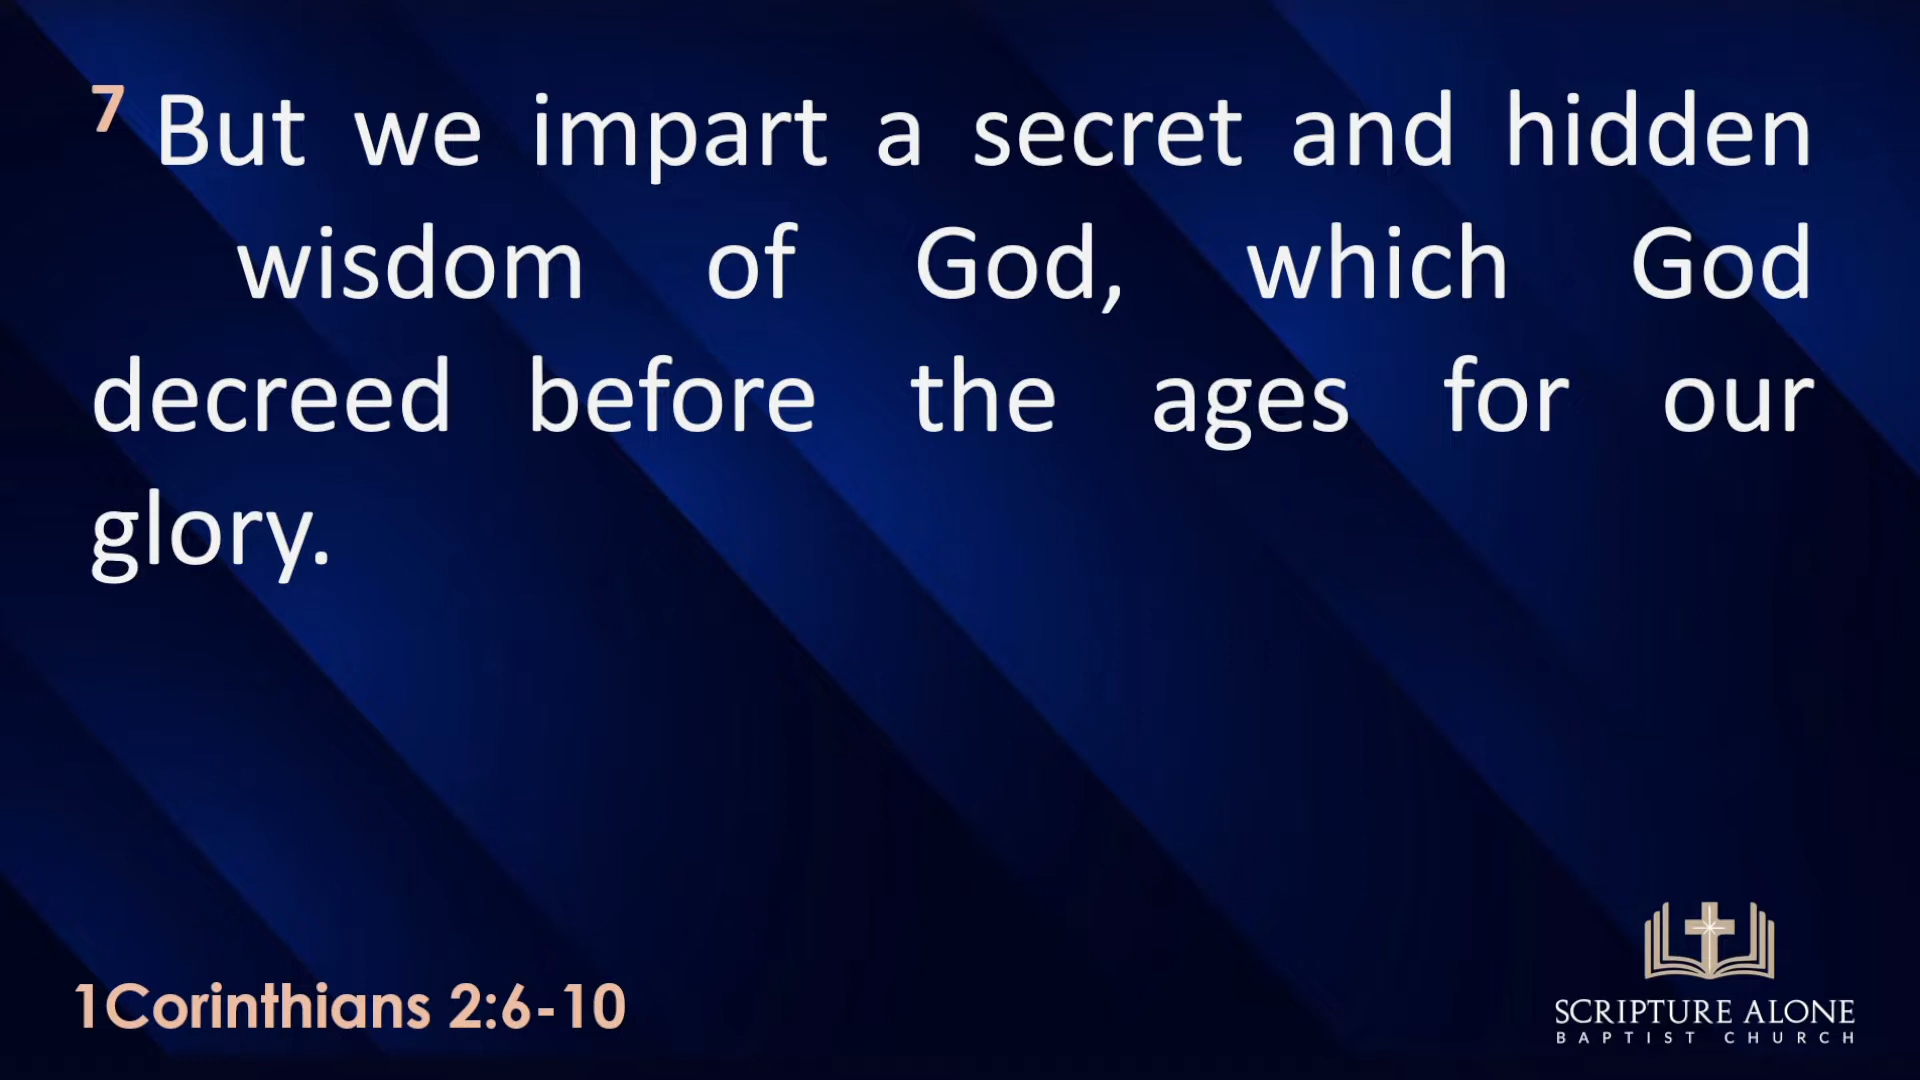 7 But we impart a secret and hidden
wisdom of God, which God
decreed before the ages for our
glory.
1Corinthians 2:6-10
SCRIPTURE ALONE
BAPTIST CHURCH